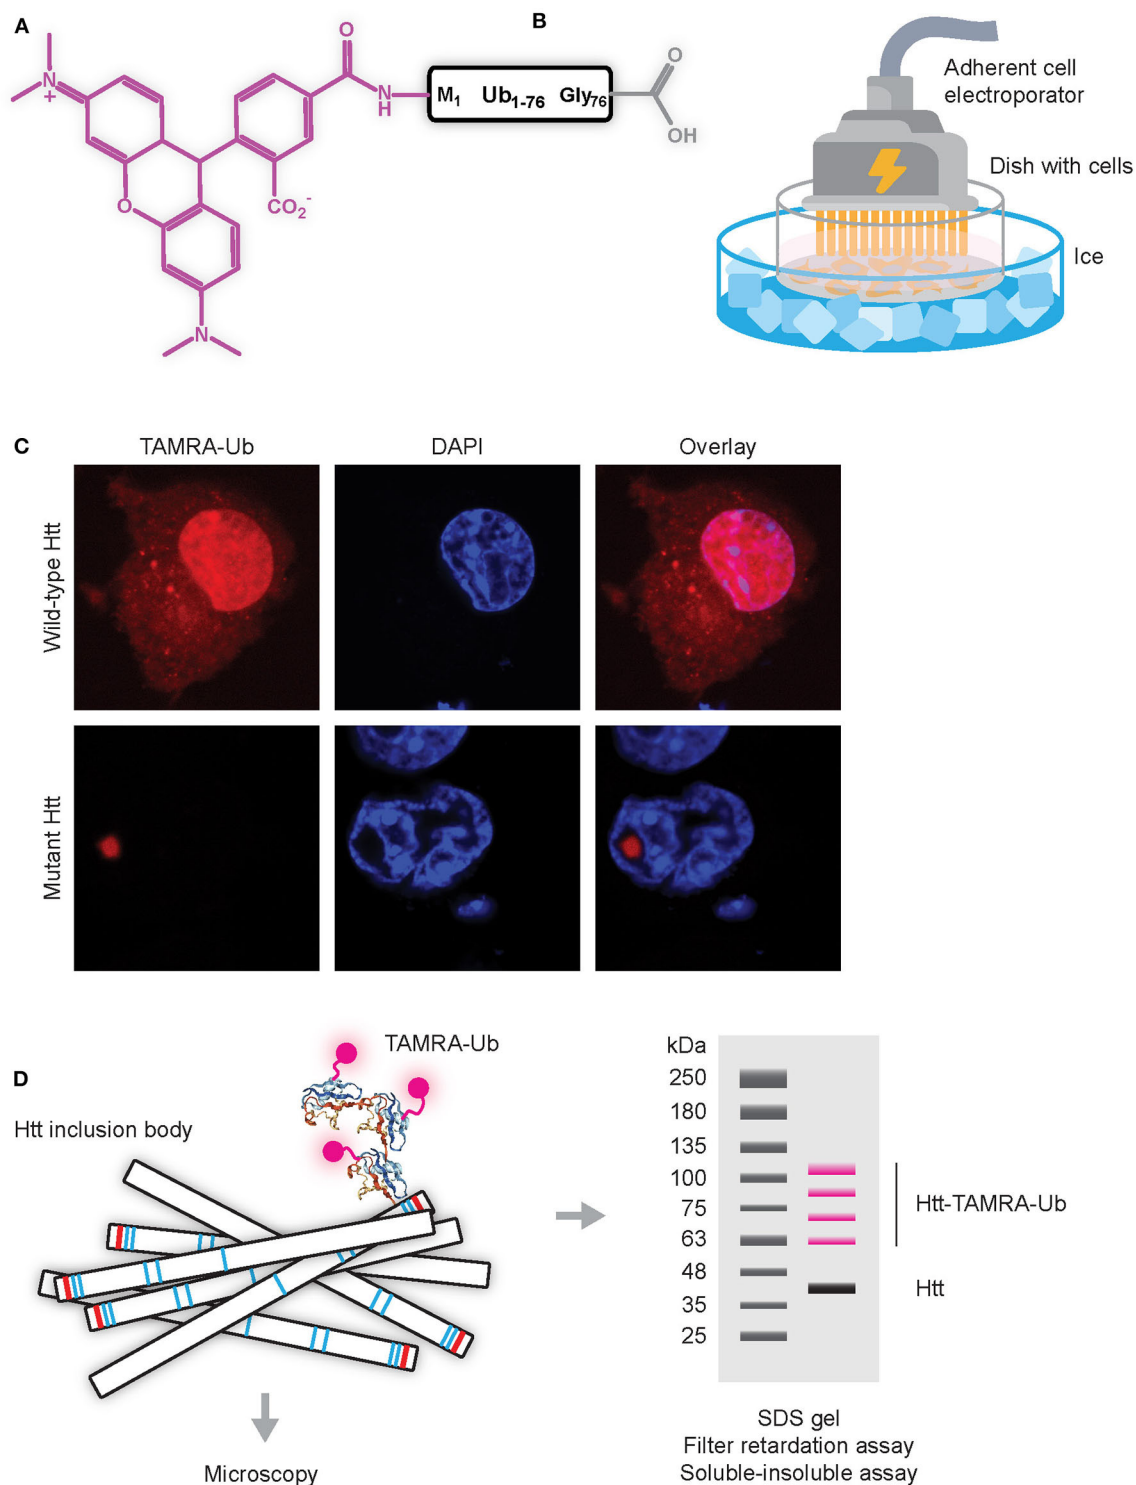 A
B
N
+
O
N
H
M1 Ub1-76 Gly76
O
OH
O
CO2-
N
Adherent cell
electroporator
Dish with cells
Ice
C
TAMRA-Ub
DAPI
Overlay
Wild-type Htt
Mutant Htt
D
TAMRA-Ub
Htt inclusion body
Microscopy
kDa
250
180
135
100
75
63
48
35
25
Htt-TAMRA-Ub
Htt
SDS gel
Filter retardation assay
Soluble-insoluble assay